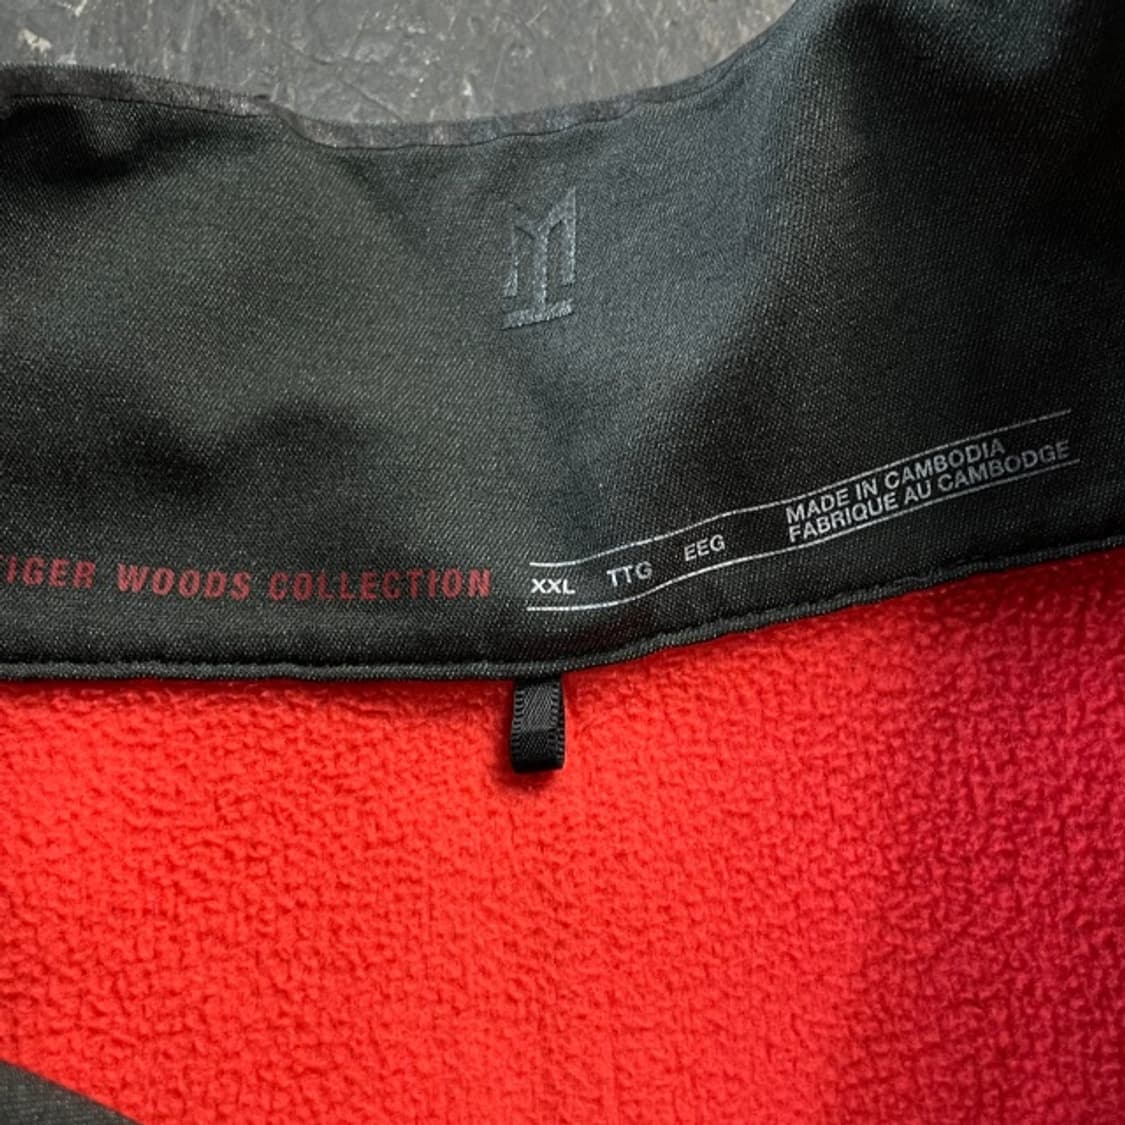 IGER WOODS COLLECTION
XXL TTG EEG
MADE IN CAMBODIA
FABRIQUE AU CAMBODGE